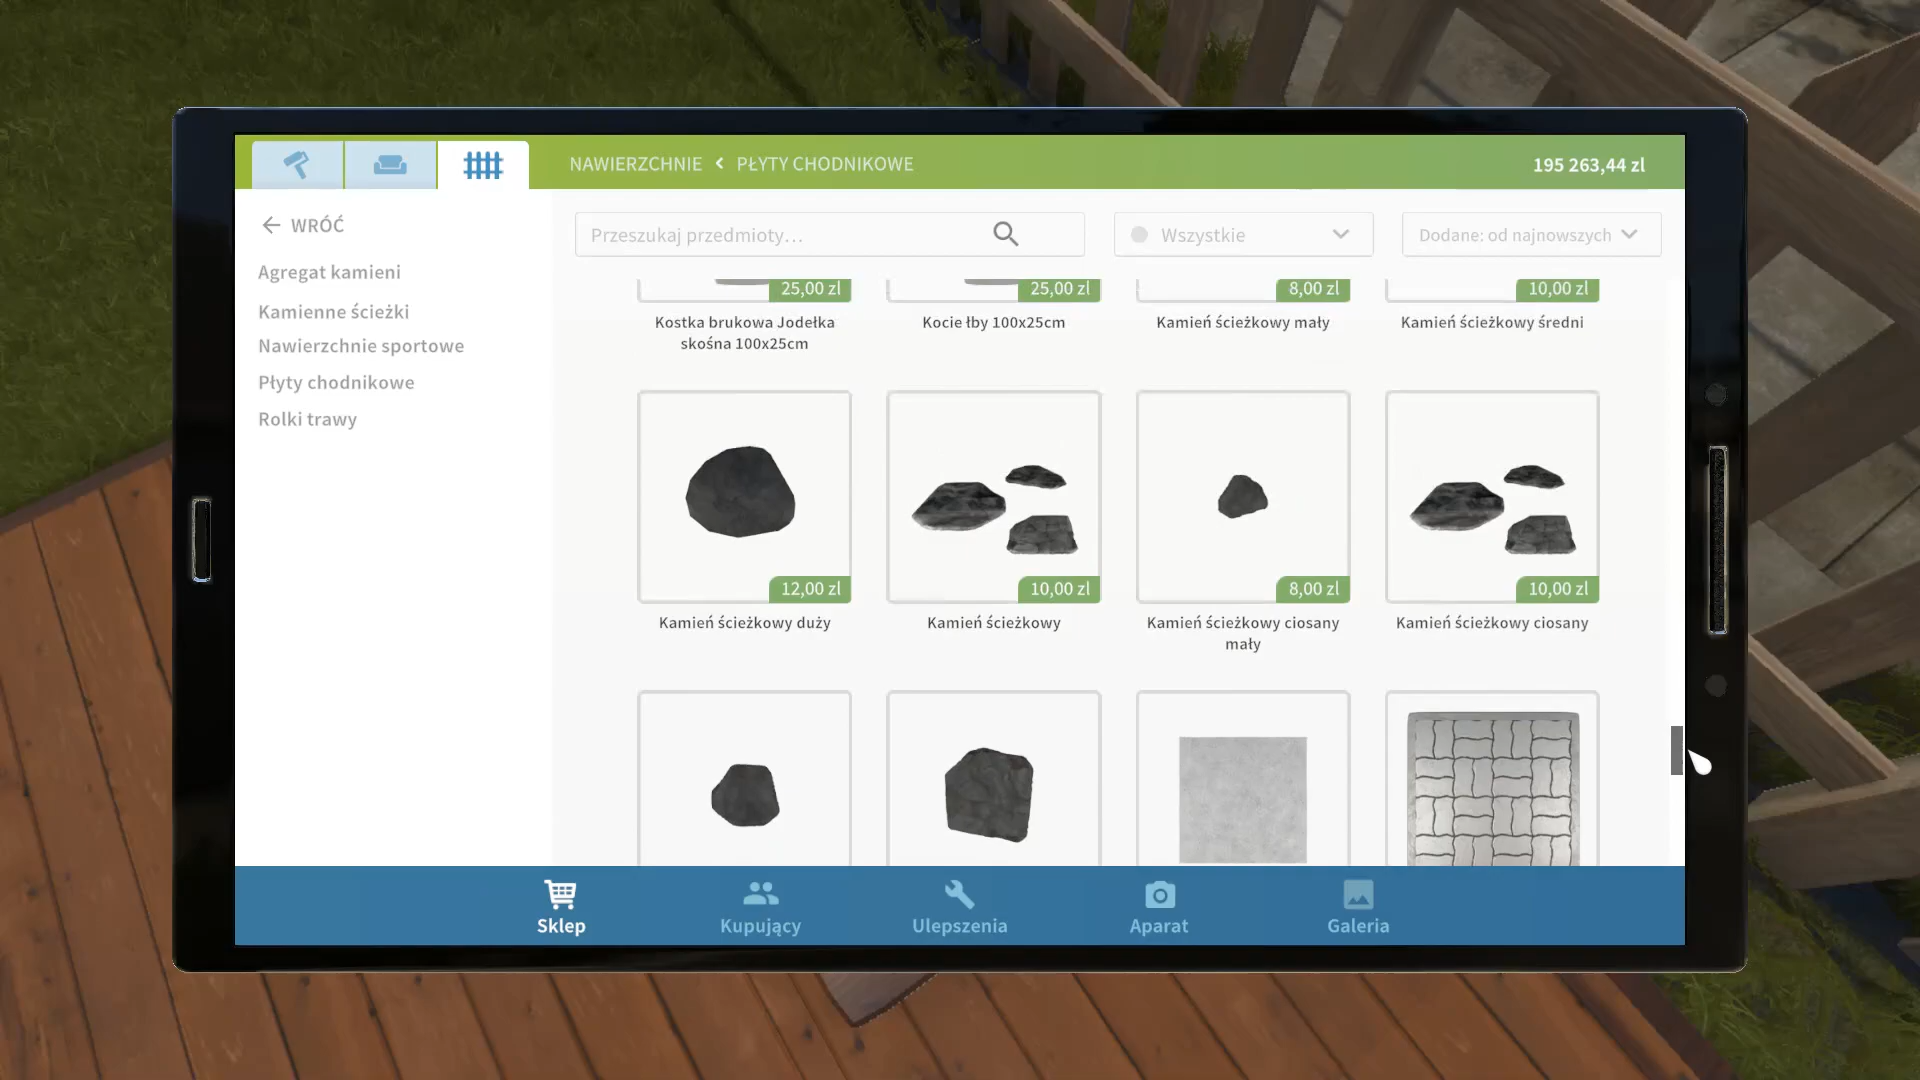 NAWIERZCHNIE < PŁYTY CHODNIKOWE
195 263,44 zl
WRÓĆ
Agregat kamieni
Kamienne ścieżki
Nawierzchnie sportowe
Płyty chodnikowe
Rolki trawy
Przeszukaj przedmioty...
Wszystkie
Dodane: od najnowszych
25,00 zl
25,00 zl
8,00 zl
10,00 zl
Kostka brukowa Jodełka
skośna 100x25cm
Kocie łby 100x25cm
Kamień ścieżkowy mały
Kamień ścieżkowy średni
12,00 zl
10,00 zl
8,00 zl
10,00 zl
Kamień ścieżkowy duży
Kamień ścieżkowy
Kamień ścieżkowy ciosany
mały
Kamień ścieżkowy ciosany
Sklep
Kupujący
Ulepszenia
Aparat
Galeria